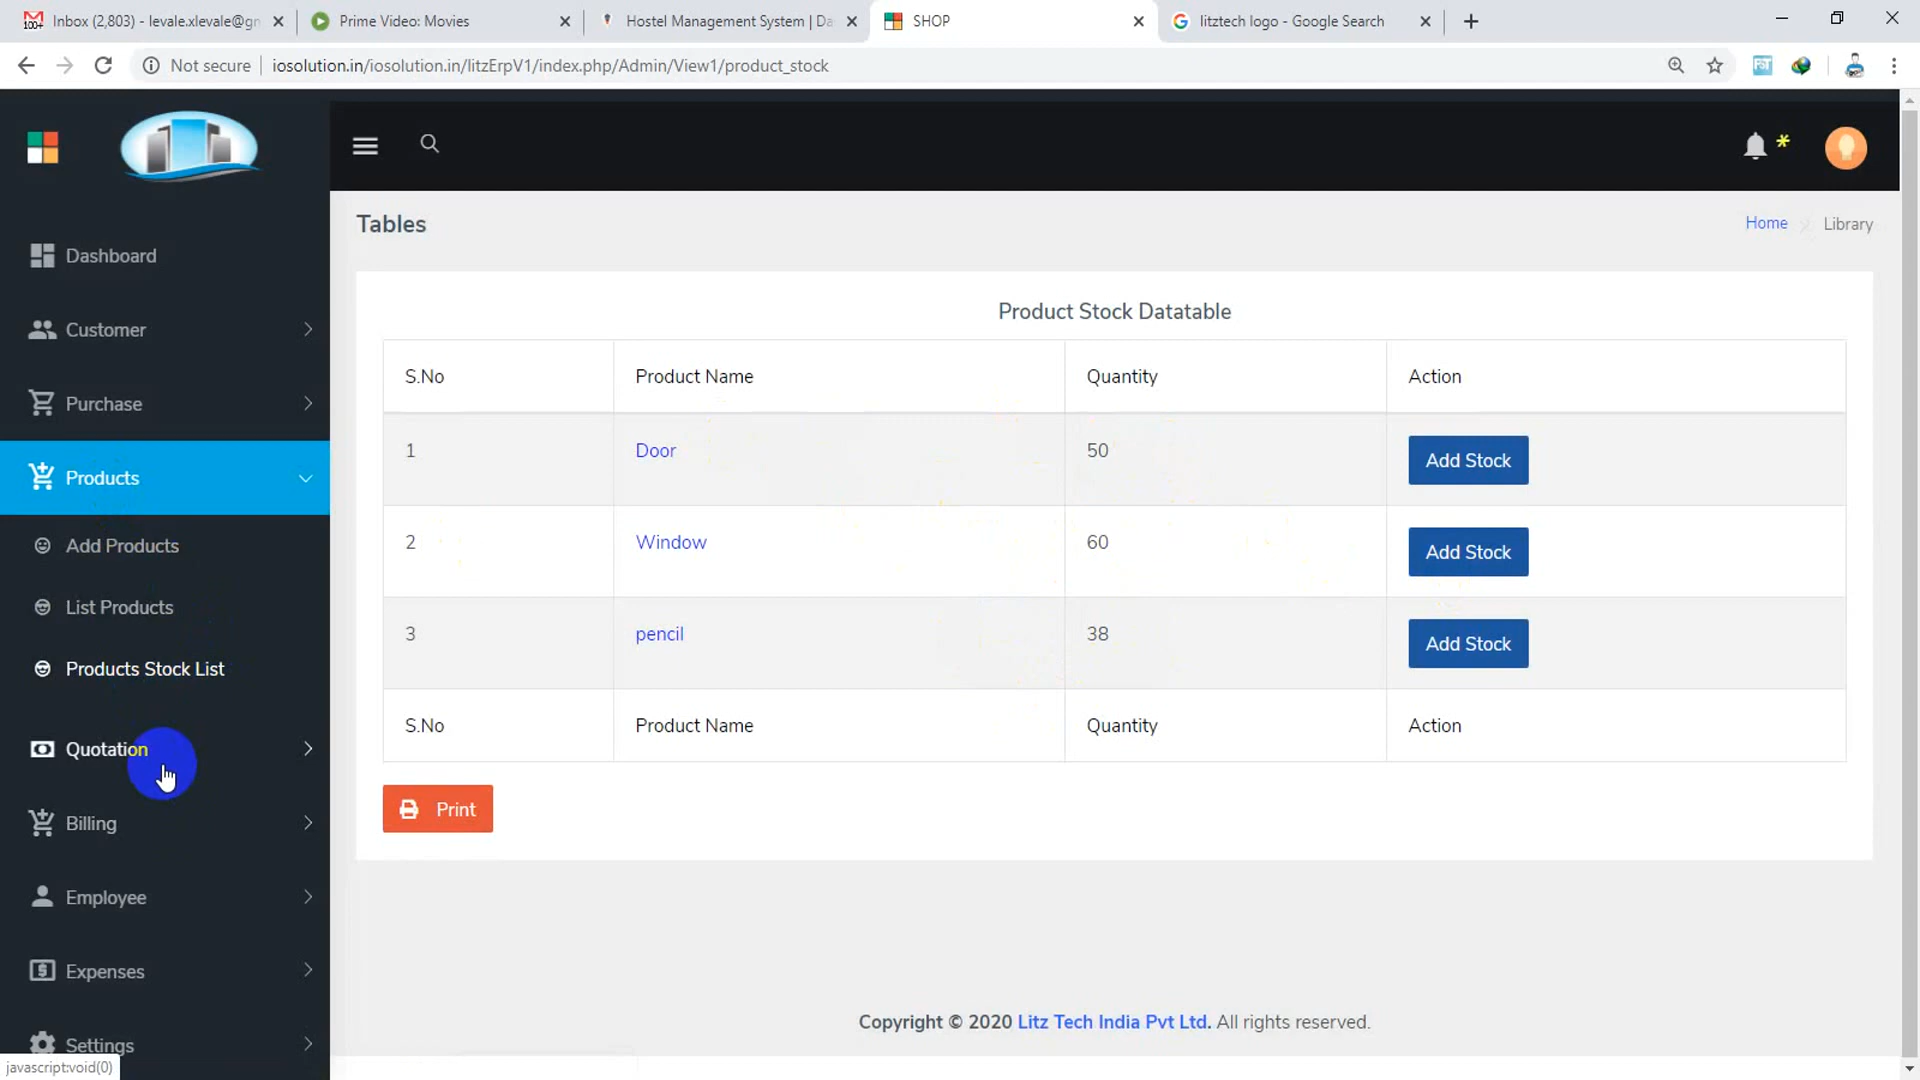 Inbox (2,803) - levale.xlevale@gm
Prime Video: Movies
Hostel Management System | Da
SHOP
litztech logo - Google Search
Not secure
iosolution.in/iosolution.in/litzErpV1/index.php/Admin/View1/product_stock
Dashboard
Customer
Purchase
Products
Add Products
List Products
Products Stock List
Quotation
Billing
Employee
Expenses
Settings
javascript:void(0)
Tables
Home Library
Product Stock Datatable
S.No Product Name Quantity Action
1 Door 50 Add Stock
2 Window 60 Add Stock
3 pencil 38 Add Stock
S.No Product Name Quantity Action
Print
Copyright © 2020 Litz Tech India Pvt Ltd. All rights reserved.